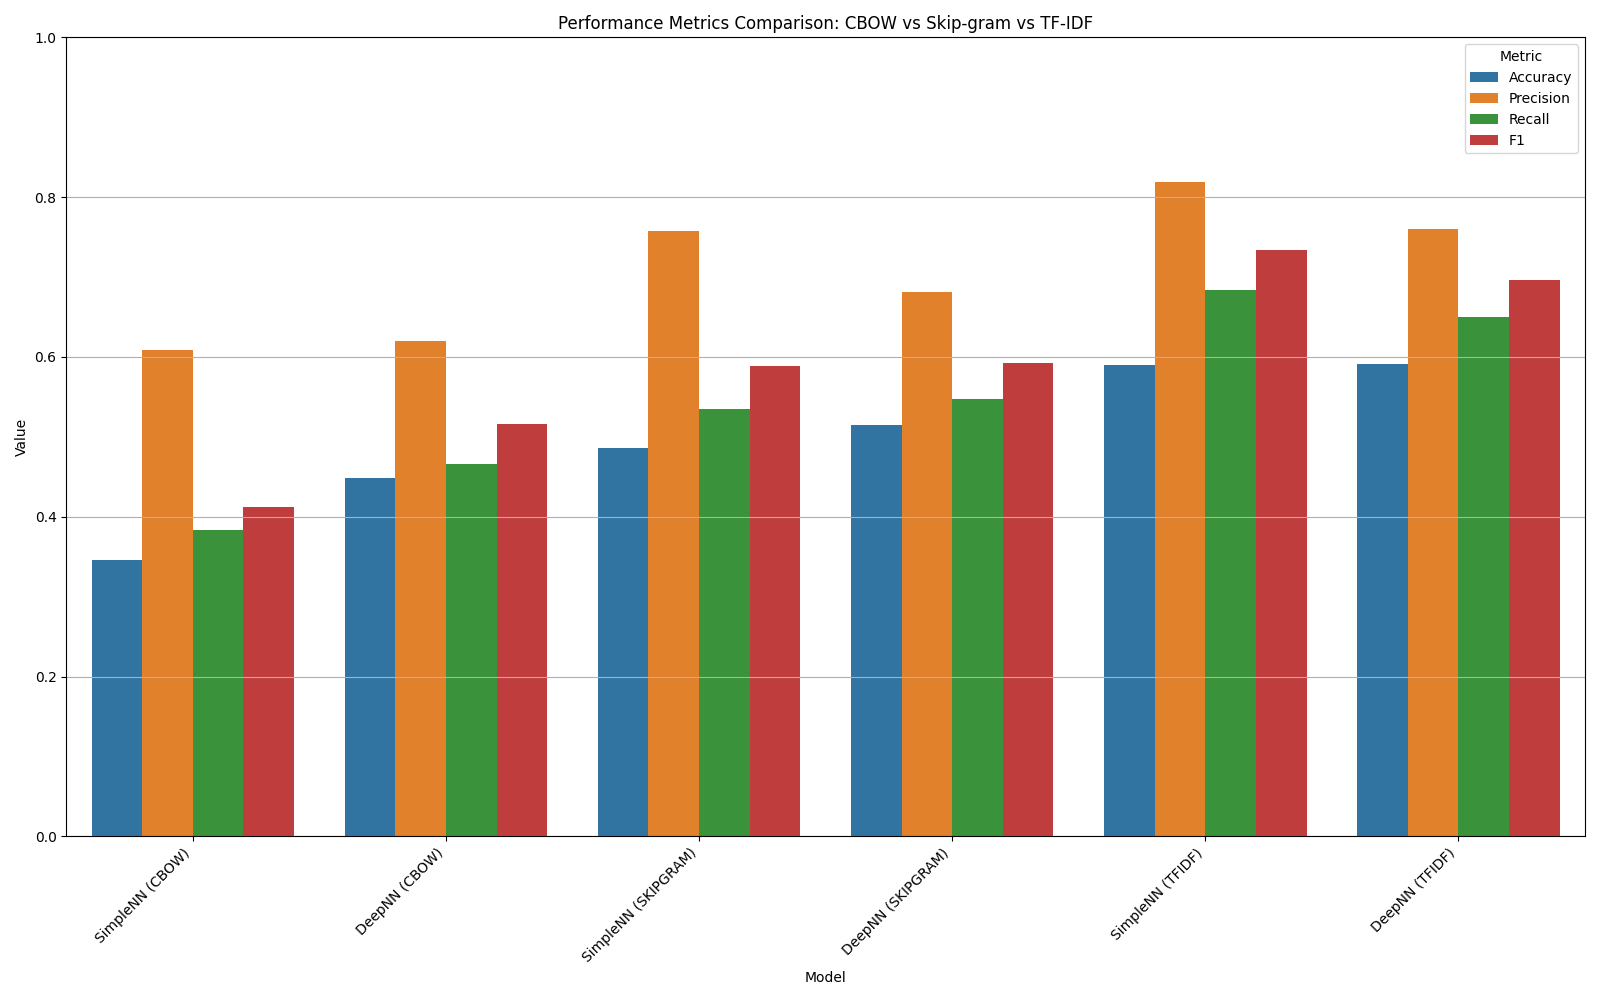 Performance Metrics Comparison: CBOW vs Skip-gram vs TF-IDF
Metric
Accuracy
Precision
Recall
F1
Value
1.0
0.8
0.6
0.4
0.2
0.0
SimpleNN (CBOW)
DeepNN (CBOW)
SimpleNN (SKIPGRAM)
DeepNN (SKIPGRAM)
SimpleNN (TFIDF)
DeepNN (TFIDF)
Model